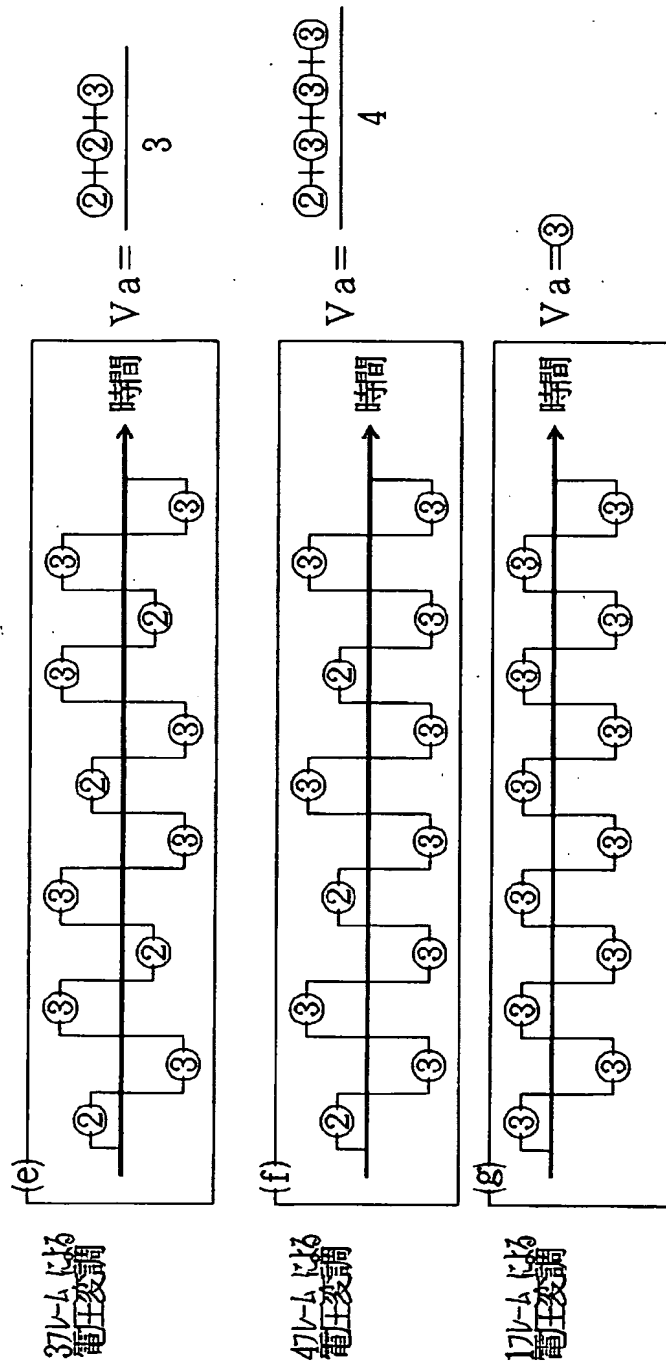 3フレームによる
電圧変調
(e)
② ③ ③ ② ③ ③
③ ② ③ ③ ② ③
時間
Va=
②+②+③
3
4フレームによる
電圧変調
(f)
② ③ ② ③ ② ③
③ ③ ③ ③ ③ ③
時間
Va=
②+③+③+③
4
1フレームによる
電圧変調
(g)
③ ③ ③ ③ ③ ③
③ ③ ③ ③ ③ ③
時間
Va=③